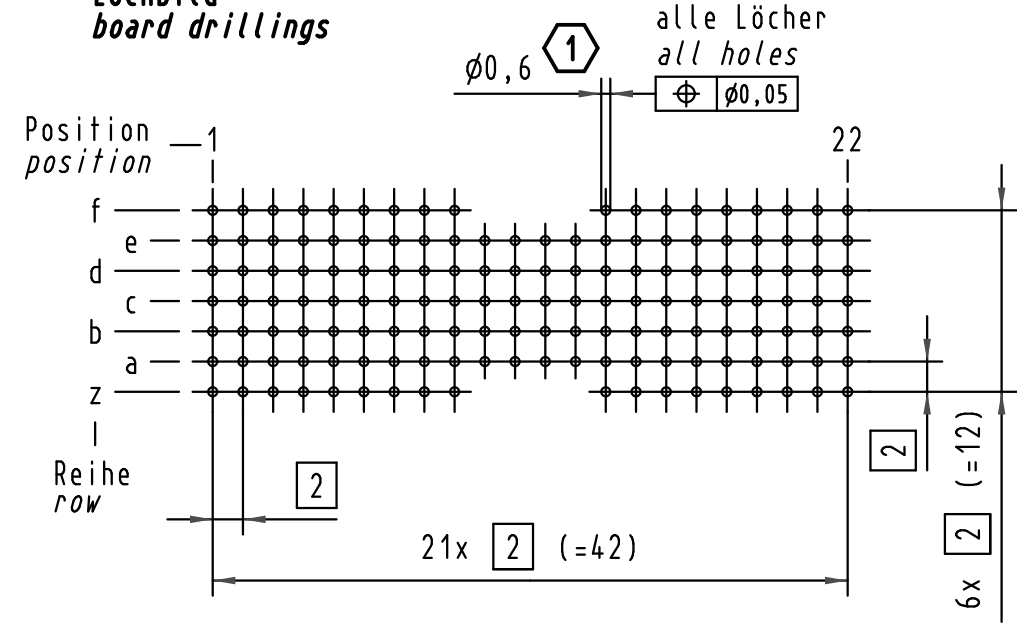 board drillings
alle Löcher
all holes
1
Ø0,6
⌖ Ø0,05
Position
position
1
22
f
e
d
c
b
a
z
Reihe
row
2
2
21x 2 (=42)
6x 2 (=12)